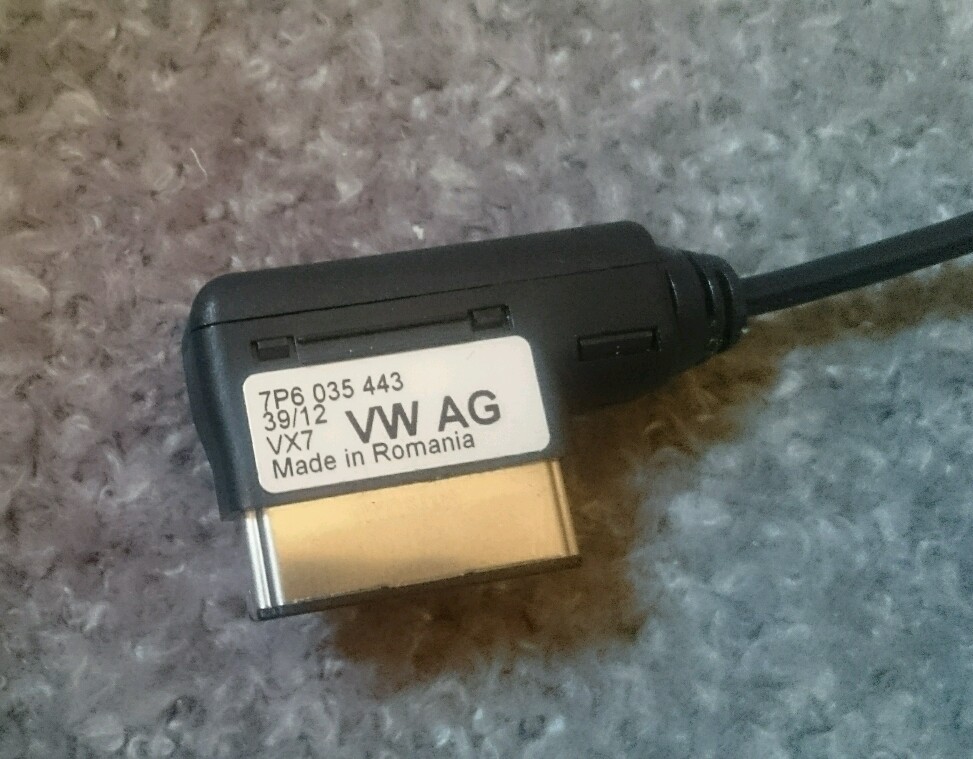 7P6 035 443
39/12
VW AG
VX7
Made in Romania